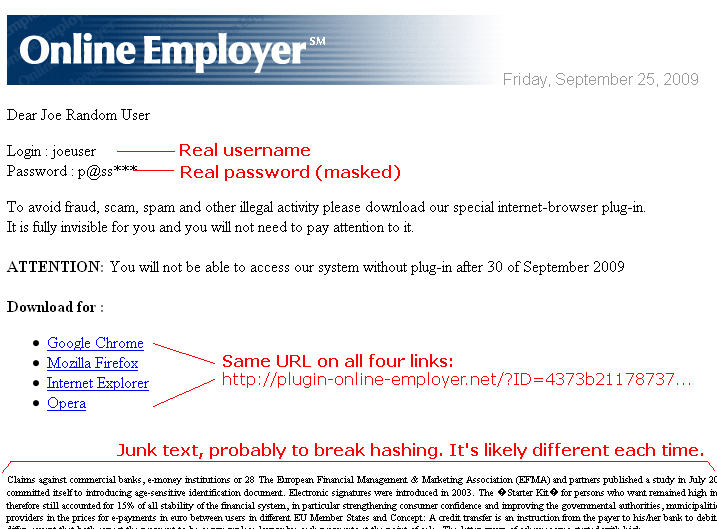 Online Employer SM
Friday, September 25, 2009
Dear Joe Random User
Login : joeuser
Real username
Password : p@ss***
Real password (masked)
To avoid fraud, scam, spam and other illegal activity please download our special internet-browser plug-in.
It is fully invisible for you and you will not need to pay attention to it.
ATTENTION: You will not be able to access our system without plug-in after 30 of September 2009
Download for :
Google Chrome
Mozilla Firefox
Internet Explorer
Opera
Same URL on all four links:
http://plugin-online-employer.net/?ID=4373b21178737...
Junk text, probably to break hashing. It's likely different each time.
Claims against commercial banks, e-money institutions or 28 The European Financial Management & Marketing Association (EFMA) and partners published a study in July 20
committed itself to introducing age-sensitive identification document. Electronic signatures were introduced in 2003. The �Starter Kit� for persons who want remained high in
therefore still accounted for 15% of all stability of the financial system, in particular strengthening consumer confidence and improving the governmental authorities, municipaliti
providers in the prices for e-payments in euro between users in different EU Member States and Concept: A credit transfer is an instruction from the payer to his/her bank to debit